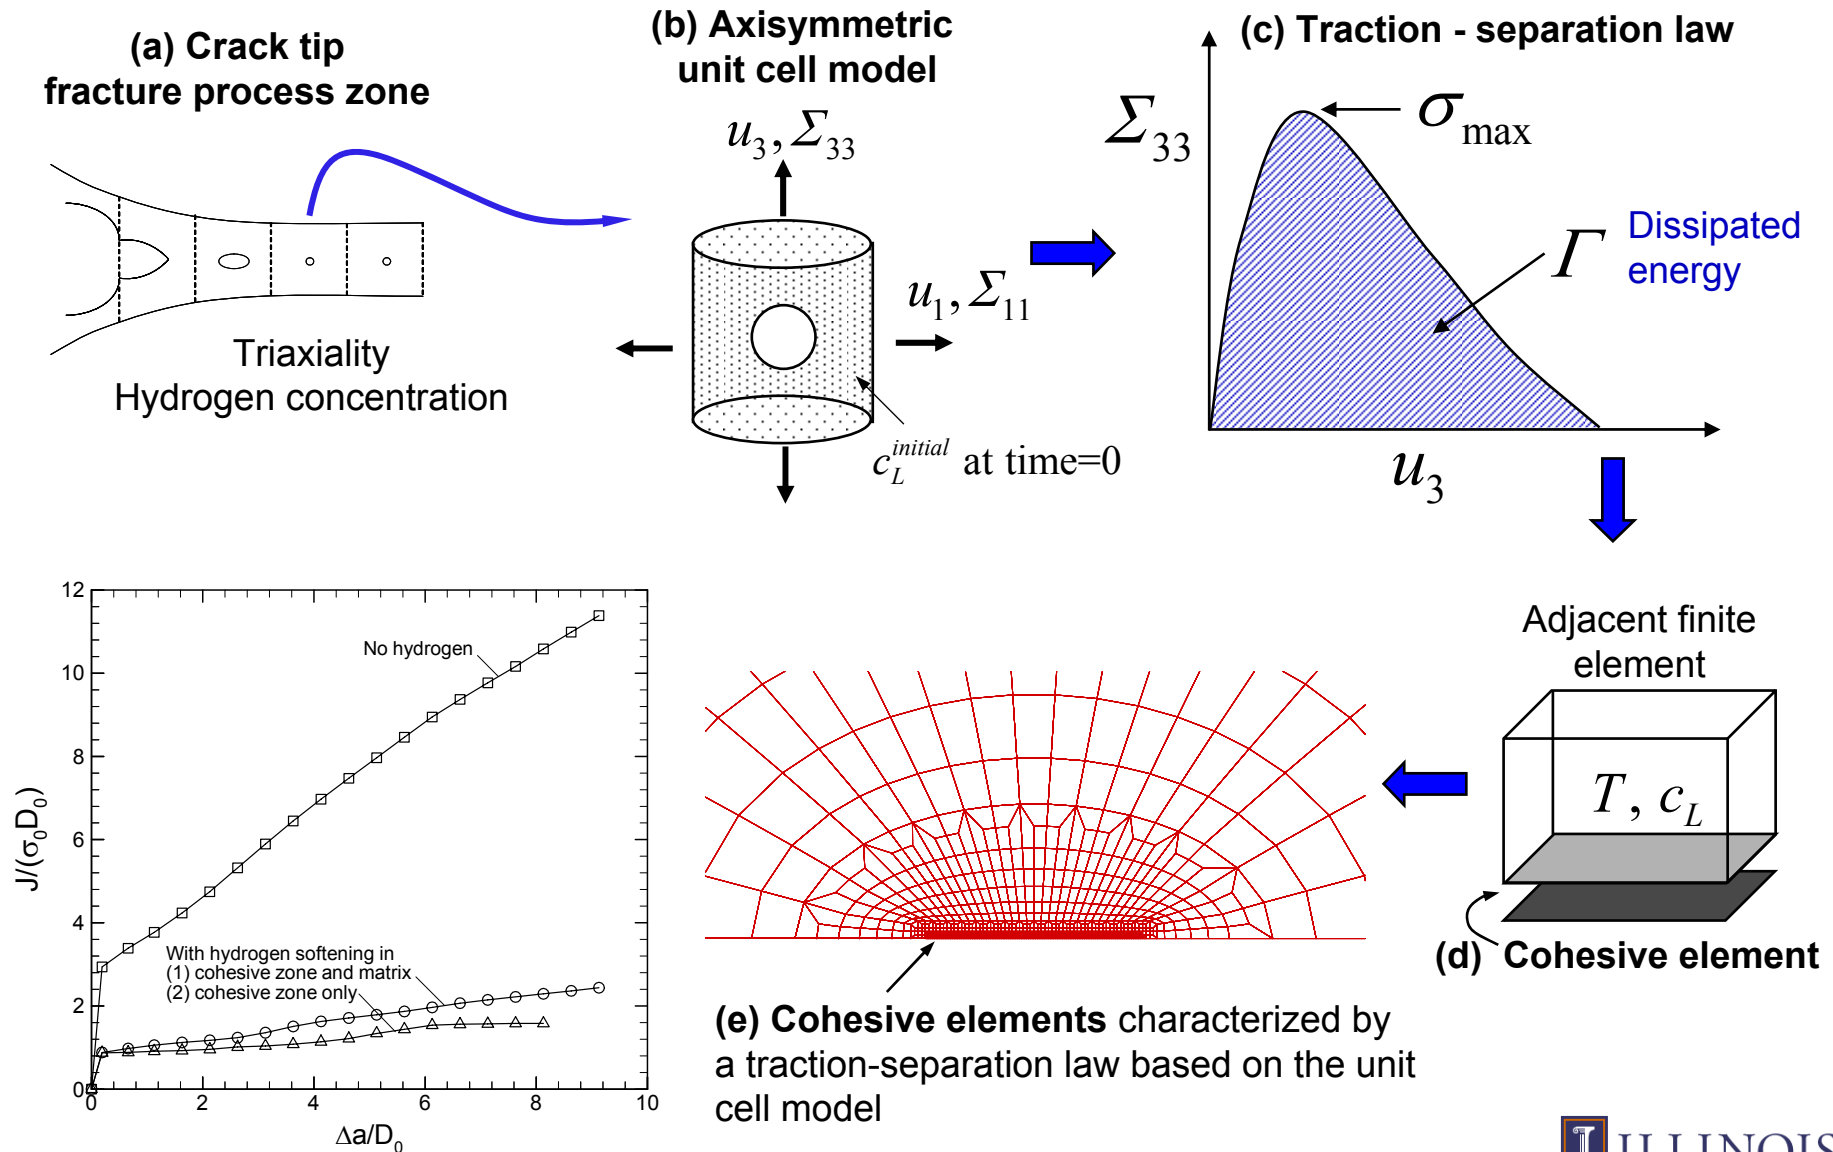 (a) Crack tip
fracture process zone
Triaxiality
Hydrogen concentration
(b) Axisymmetric
unit cell model
u₃, Σ₃₃
u₁, Σ₁₁
c_L^initial at time=0
(c) Traction - separation law
Σ₃₃
σ_max
Γ
Dissipated
energy
u₃
Adjacent finite
element
T, c_L
(d) Cohesive element
(e) Cohesive elements characterized by
a traction-separation law based on the unit
cell model
12
10
8
6
4
2
0
J/(σ₀D₀)
No hydrogen
With hydrogen softening in
(1) cohesive zone and matrix
(2) cohesive zone only
0 2 4 6 8 10
Δa/D₀
ILLINOIS